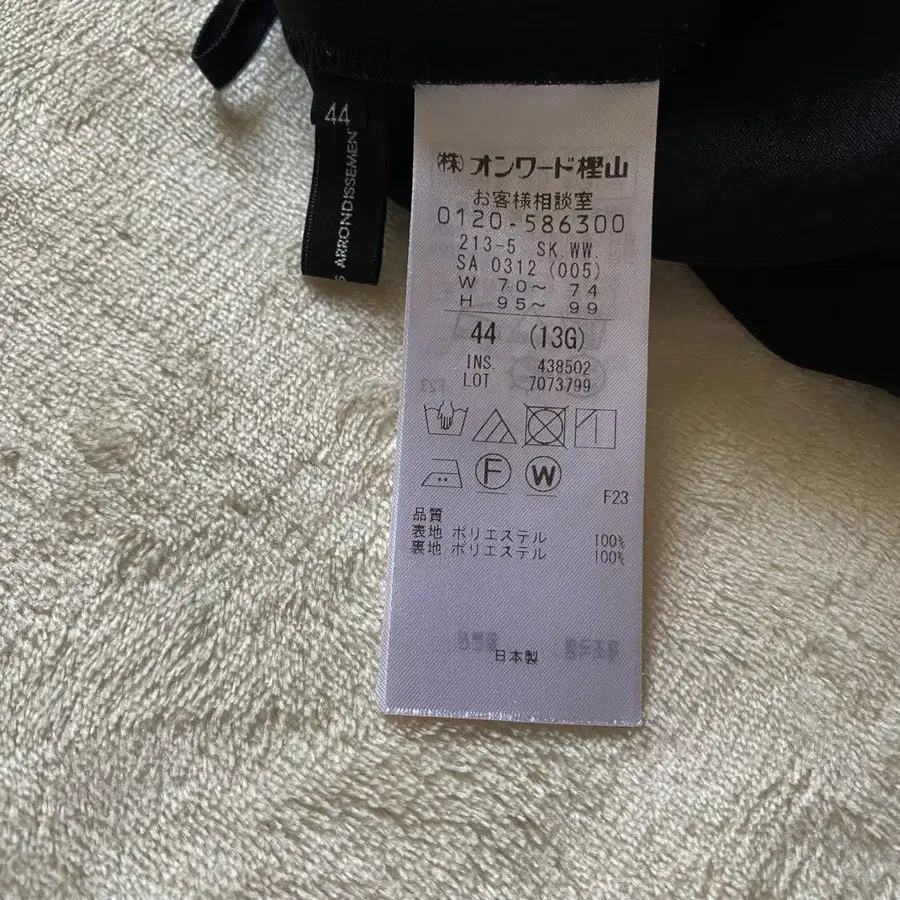 44
ARRONDISSEMEN
(株)オンワード樫山
お客様相談室
0120-586300
213-5 SK.WW.
SA 0312 (005)
W 70~ 74
H 95~ 99
44 (13G)
INS. 438502
LOT 7073799
F
W
F23
品質
表地 ポリエステル 100%
裏地 ポリエステル 100%
日本製